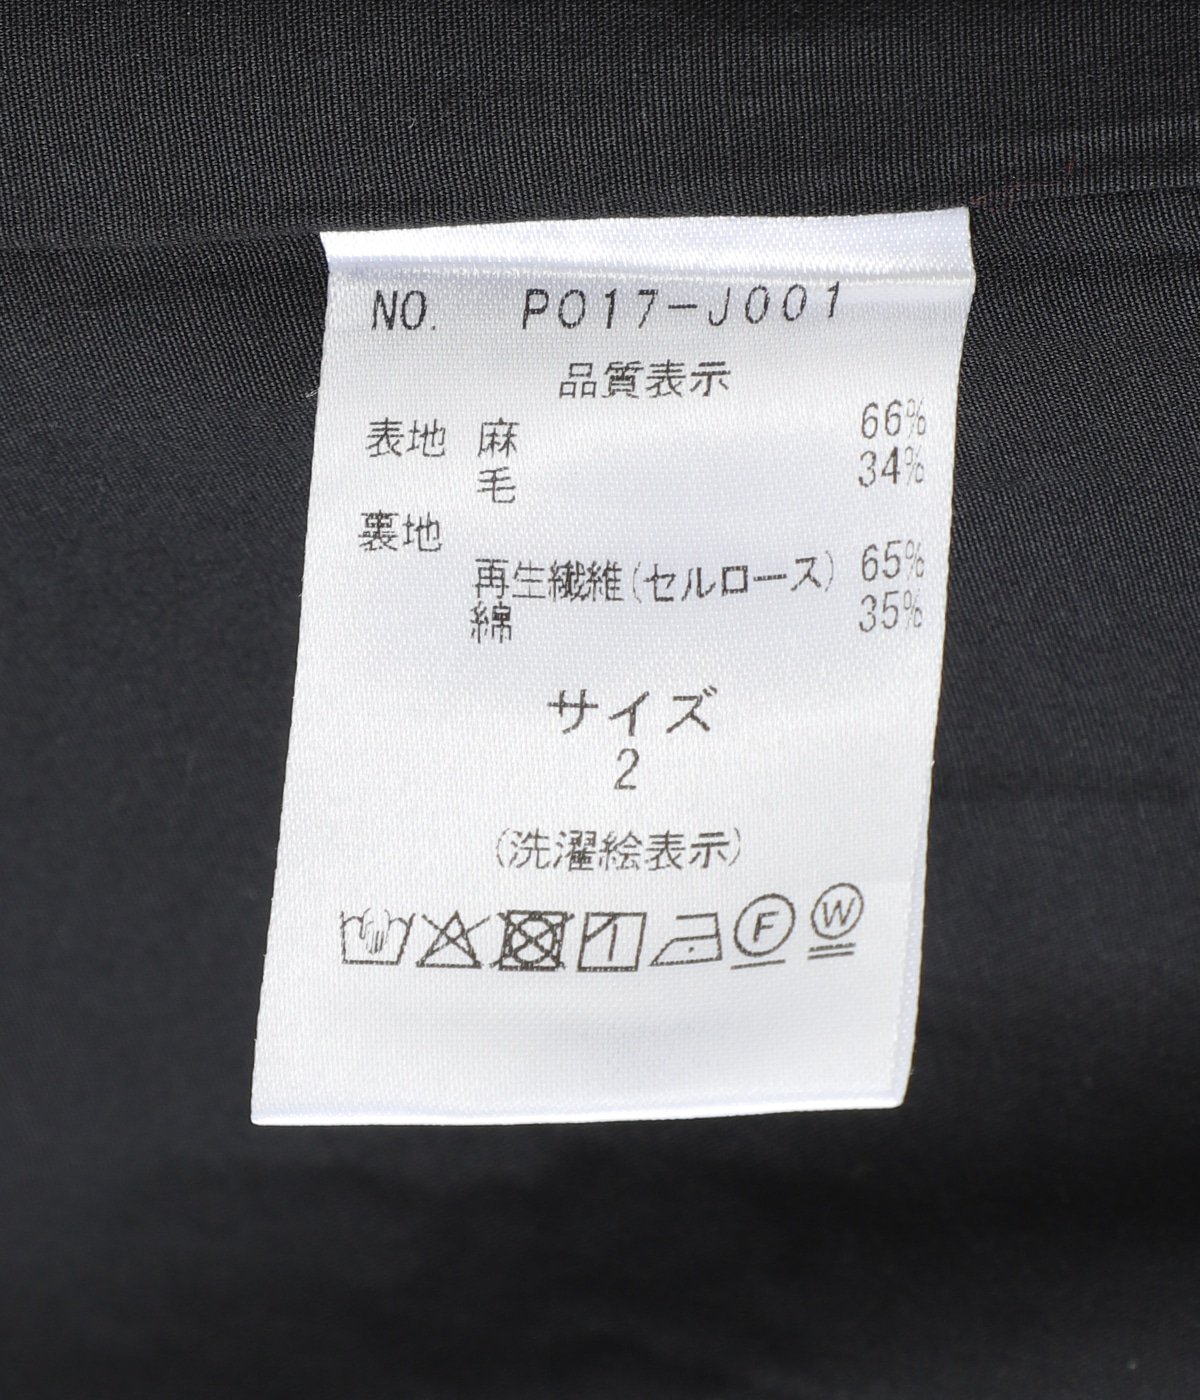 NO. P017-J001
品質表示
表地 麻 66%
毛 34%
裏地
再生繊維(セルロース) 65%
綿 35%
サイズ
2
(洗濯絵表示)
F W